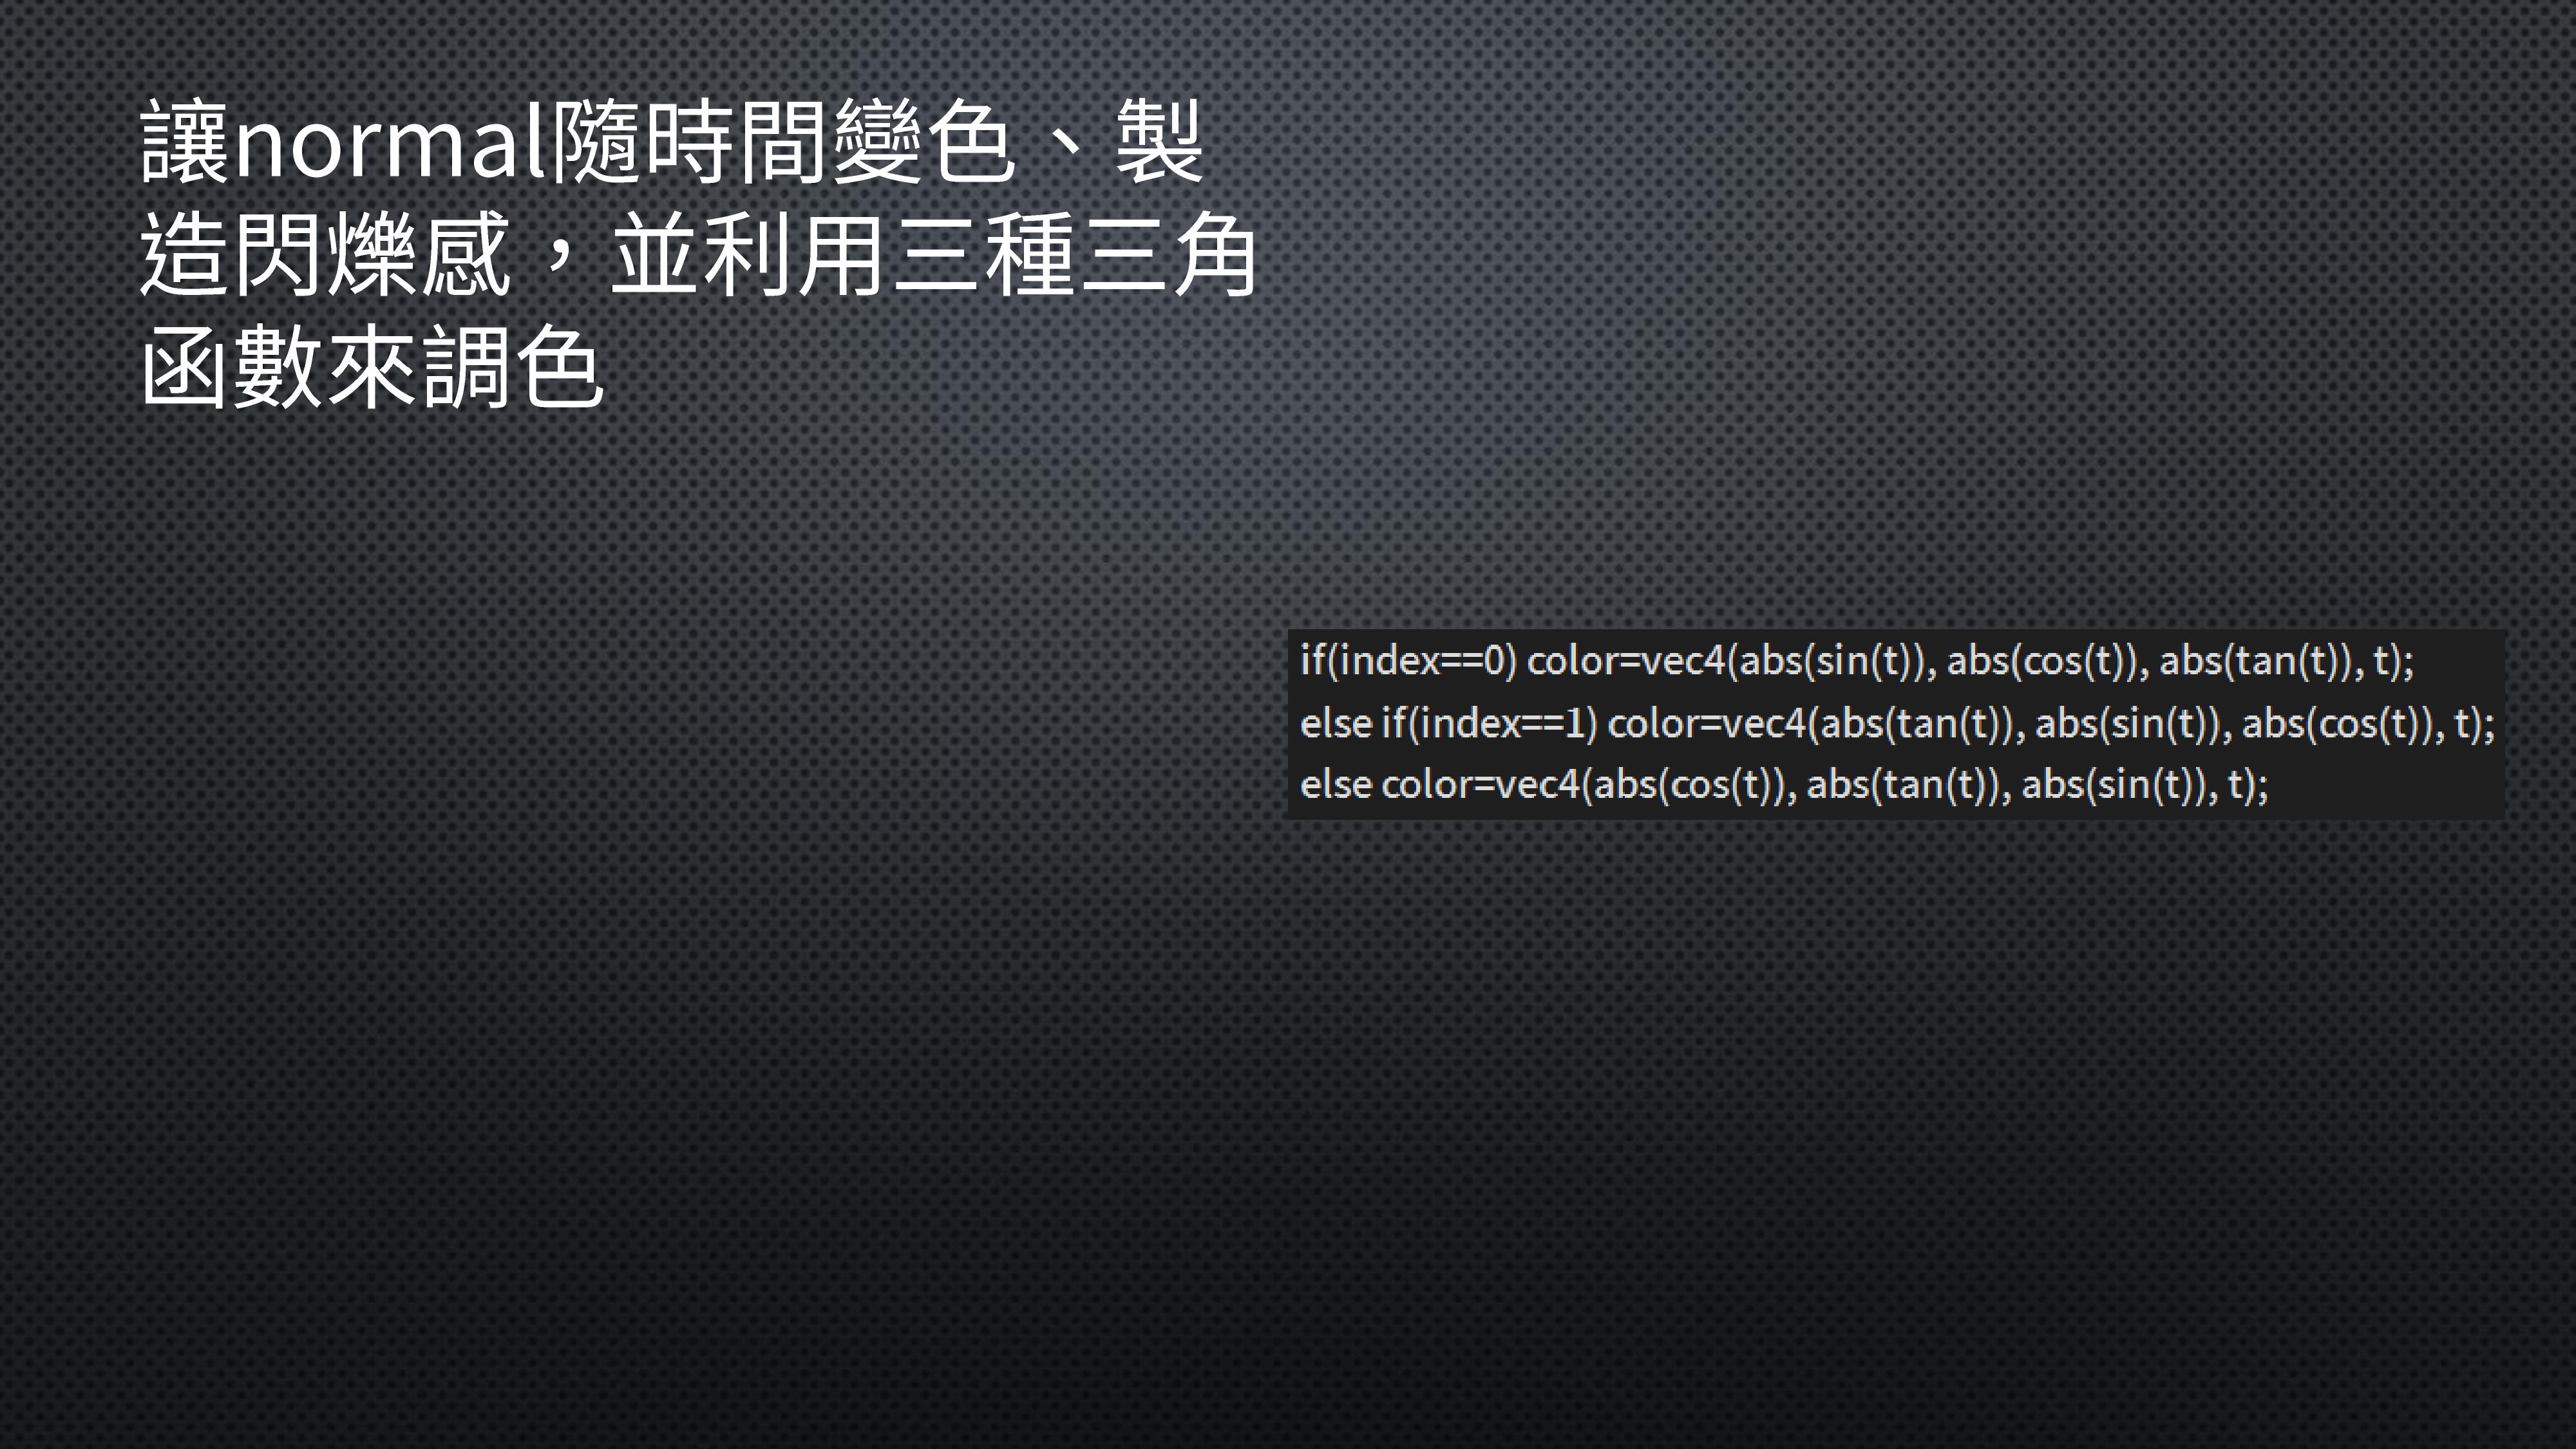 讓normal隨時間變色、製
造閃爍感，並利用三種三角
函數來調色
if(index==0) color=vec4(abs(sin(t)), abs(cos(t)), abs(tan(t)), t);
else if(index==1) color=vec4(abs(tan(t)), abs(sin(t)), abs(cos(t)), t);
else color=vec4(abs(cos(t)), abs(tan(t)), abs(sin(t)), t);